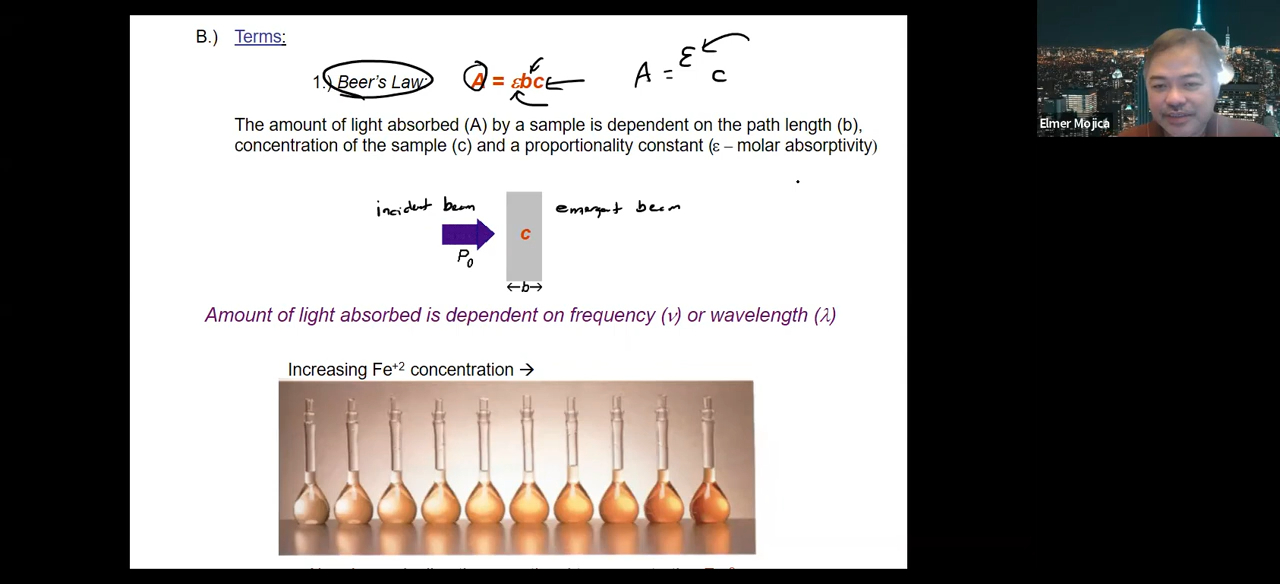 B.) Terms:
1.) Beer's Law: A = εbc A = ε c
The amount of light absorbed (A) by a sample is dependent on the path length (b),
concentration of the sample (c) and a proportionality constant (ε – molar absorptivity)
incident beam emergent beam
c
P0
←b→
Amount of light absorbed is dependent on frequency (ν) or wavelength (λ)
Increasing Fe+2 concentration →
Elmer Mojica